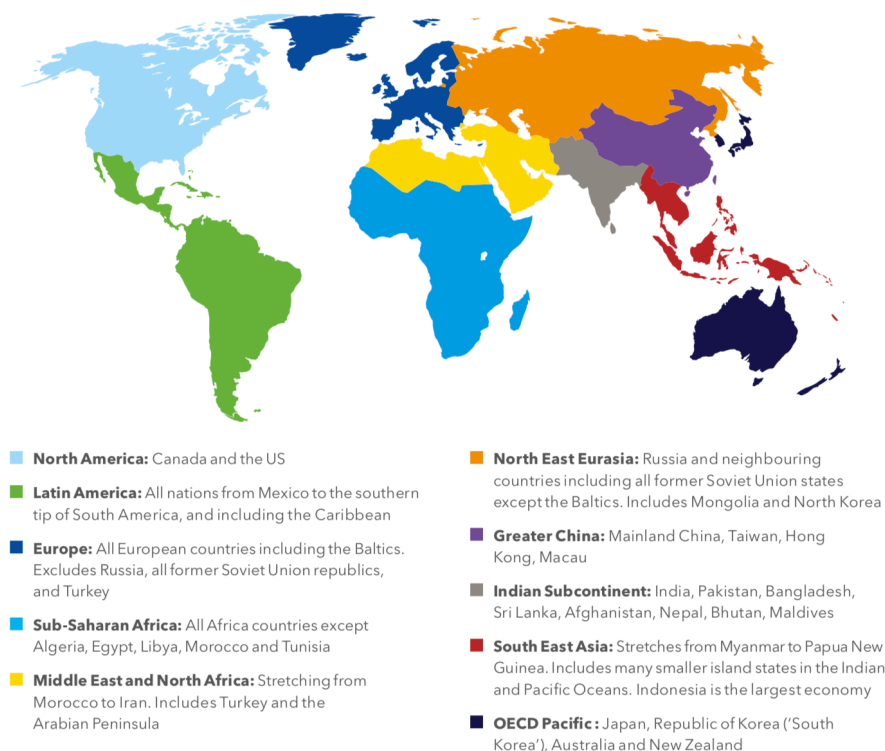 North America: Canada and the US
Latin America: All nations from Mexico to the southern
tip of South America, and including the Caribbean
Europe: All European countries including the Baltics.
Excludes Russia, all former Soviet Union republics,
and Turkey
Sub-Saharan Africa: All Africa countries except
Algeria, Egypt, Libya, Morocco and Tunisia
Middle East and North Africa: Stretching from
Morocco to Iran. Includes Turkey and the
Arabian Peninsula
North East Eurasia: Russia and neighbouring
countries including all former Soviet Union states
except the Baltics. Includes Mongolia and North Korea
Greater China: Mainland China, Taiwan, Hong
Kong, Macau
Indian Subcontinent: India, Pakistan, Bangladesh,
Sri Lanka, Afghanistan, Nepal, Bhutan, Maldives
South East Asia: Stretches from Myanmar to Papua New
Guinea. Includes many smaller island states in the Indian
and Pacific Oceans. Indonesia is the largest economy
OECD Pacific : Japan, Republic of Korea (‘South
Korea’), Australia and New Zealand